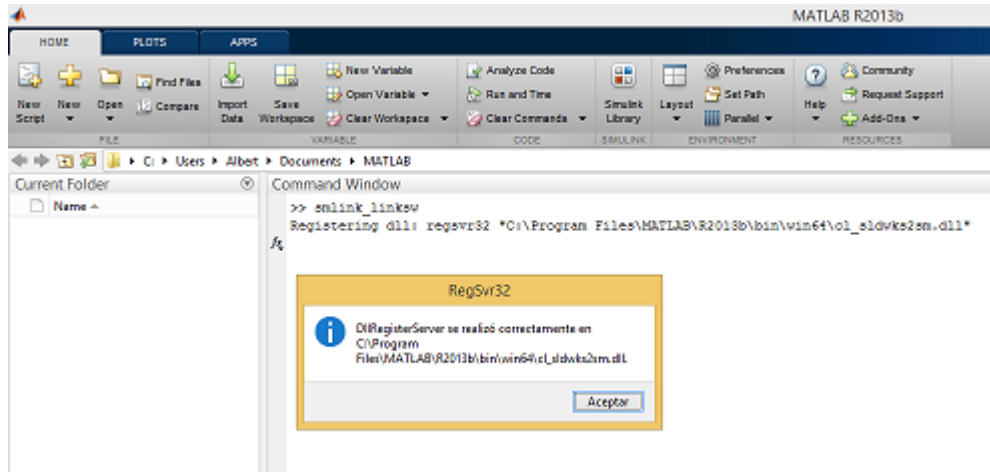 MATLAB R2013b
HOME PLOTS APPS
New Script
New
Open
Find Files
Compare
FILE
Import Data
Save Workspace
New Variable
Open Variable
Clear Workspace
VARIABLE
Analyze Code
Run and Time
Clear Commands
CODE
Simulink Library
SIMULINK
Layout
Preferences
Set Path
Parallel
ENVIRONMENT
Help
Community
Request Support
Add-Ons
RESOURCES
C: Users Albert Documents MATLAB
Current Folder
Name
Command Window
>> smlink_linksw
Registering dll: regsvr32 "C:\Program Files\MATLAB\R2013b\bin\win64\cl_sldwks2sm.dll"
fx
RegSvr32
DllRegisterServer se realizó correctamente en
C:\Program
Files\MATLAB\R2013b\bin\win64\cl_sldwks2sm.dll.
Aceptar